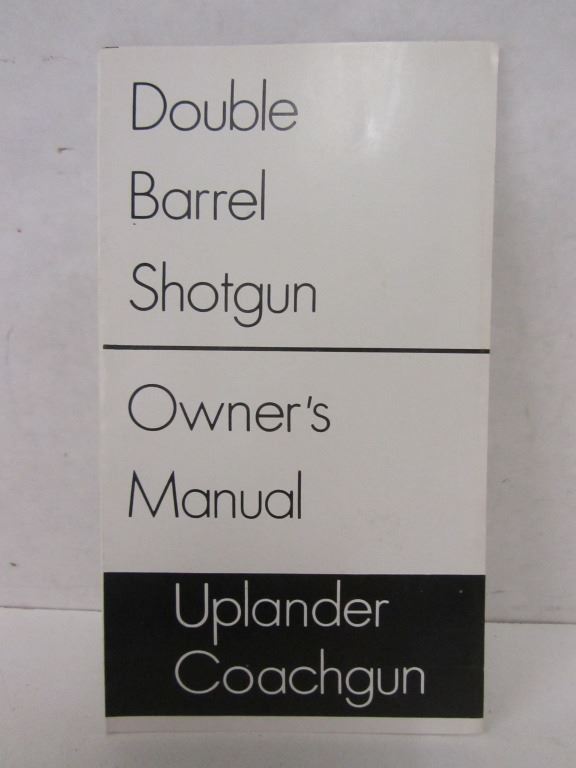 Double
Barrel
Shotgun
Owner's
Manual
Uplander
Coachgun